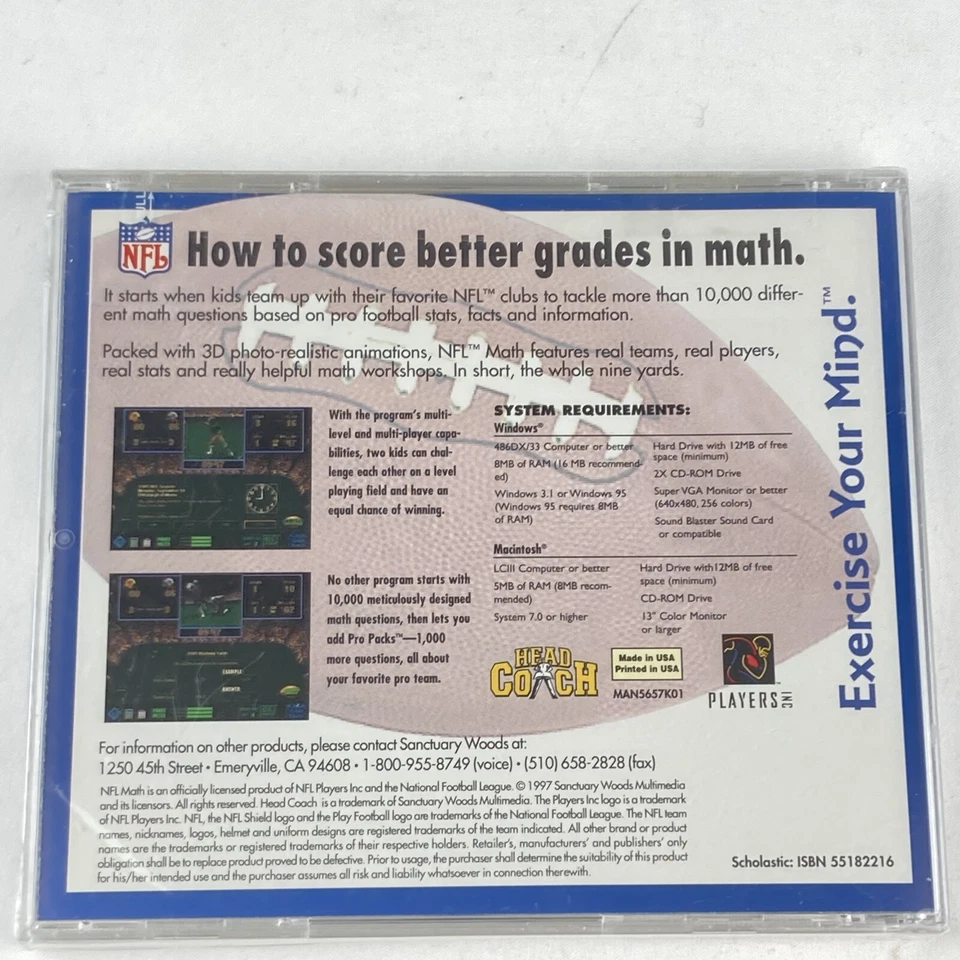 NFL
How to score better grades in math.
It starts when kids team up with their favorite NFL™ clubs to tackle more than 10,000 differ-
ent math questions based on pro football stats, facts and information.
Packed with 3D photo-realistic animations, NFL™ Math features real teams, real players,
real stats and really helpful math workshops. In short, the whole nine yards.
With the program's multi-
level and multi-player capa-
bilities, two kids can chal-
lenge each other on a level
playing field and have an
equal chance of winning.
No other program starts with
10,000 meticulously designed
math questions, then lets you
add Pro Packs™—1,000
more questions, all about
your favorite pro team.
SYSTEM REQUIREMENTS:
Windows®
486DX/33 Computer or better
8MB of RAM (16 MB recommend-
ed)
Windows 3.1 or Windows 95
(Windows 95 requires 8MB
of RAM)
Hard Drive with 12MB of free
space (minimum)
2X CD-ROM Drive
Super VGA Monitor or better
(640x480, 256 colors)
Sound Blaster Sound Card
or compatible
Macintosh®
LCIII Computer or better
5MB of RAM (8MB recom-
mended)
System 7.0 or higher
Hard Drive with12MB of free
space (minimum)
CD-ROM Drive
13" Color Monitor
or larger
HEAD
COACH
Made in USA
Printed in USA
MAN5657K01
PLAYERS INC
Exercise Your Mind.™
For information on other products, please contact Sanctuary Woods at:
1250 45th Street • Emeryville, CA 94608 • 1-800-955-8749 (voice) • (510) 658-2828 (fax)
NFL Math is an officially licensed product of NFL Players Inc and the National Football League. © 1997 Sanctuary Woods Multimedia
and its licensors. All rights reserved. Head Coach is a trademark of Sanctuary Woods Multimedia. The Players Inc logo is a trademark
of NFL Players Inc. NFL, the NFL Shield logo and the Play Football logo are trademarks of the National Football League. The NFL team
names, nicknames, logos, helmet and uniform designs are registered trademarks of the team indicated. All other brand or product
names are the trademarks or registered trademarks of their respective holders. Retailer's, manufacturers' and publishers' only
obligation shall be to replace product proved to be defective. Prior to usage, the purchaser shall determine the suitability of this product
for his/her intended use and the purchaser assumes all risk and liability whatsoever in connection therewith.
Scholastic: ISBN 55182216